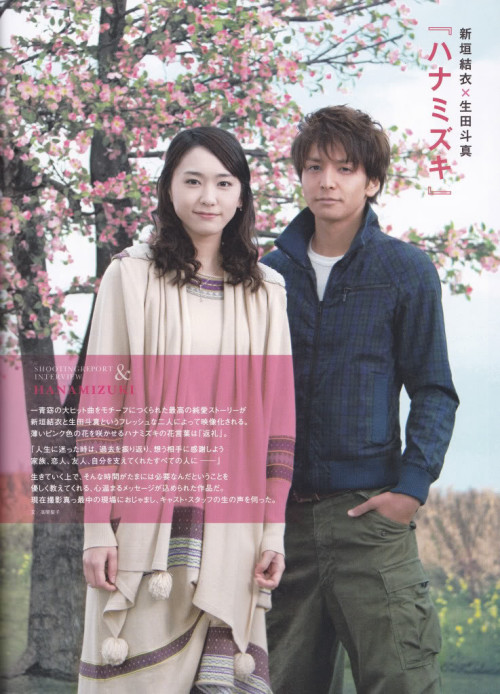 新垣結衣×生田斗真
『ハナミズキ』
SHOOTING REPORT
INTERVIEW
&
HANAMIZUKI
一青窈の大ヒット曲をモチーフにつくられた最高の純愛ストーリーが
新垣結衣と生田斗真というフレッシュな二人によって映像化される。
薄いピンク色の花を咲かせるハナミズキの花言葉は「返礼」。
「人生に迷った時は、過去を振り返り、想う相手に感謝しよう
家族、恋人、友人、自分を支えてくれたすべての人に――」
生きていく上で、そんな時間がたまには必要なんだということを
優しく教えてくれる、心温まるメッセージが込められた作品だ。
現在撮影真っ最中の現場におじゃまし、キャスト・スタッフの生の声を伺った。